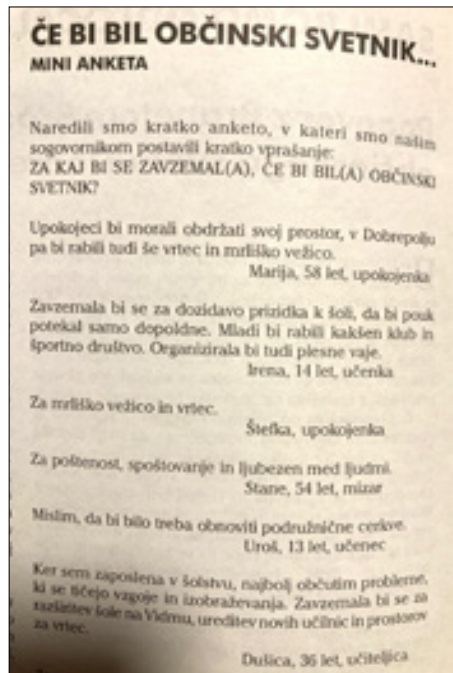 ČE BI BIL OBČINSKI SVETNIK...
MINI ANKETA
Naredili smo kratko anketo, v kateri smo našim
sogovornikom postavili kratko vprašanje:
ZA KAJ BI SE ZAVZEMAL(A), ČE BI BIL(A) OBČINSKI
SVETNIK?
Upokojeci bi morali obdržati svoj prostor, v Dobrepolju
pa bi rabili tudi še vrtec in mrliško vežico.
Marija, 58 let, upokojenka
Zavzemala bi se za dozidavo prizidka k šoli, da bi pouk
potekal samo dopoldne. Mladi bi rabili kakšen klub in
športno društvo. Organizirala bi tudi plesne vaje.
Irena, 14 let, učenka
Za mrliško vežico in vrtec.
Štefka, upokojenka
Za poštenost, spoštovanje in ljubezen med ljudmi.
Stane, 54 let, mizar
Mislim, da bi bilo treba obnoviti podružnične cerkve.
Uroš, 13 let, učenec
Ker sem zaposlena v šolstvu, najbolj občutim probleme,
ki se tičejo vzgoje in izobraževanja. Zavzemala bi se za
razširitev šole na Vidmu, ureditev novih učilnic in prostorov
za vrtec.
Dušica, 36 let, učiteljica